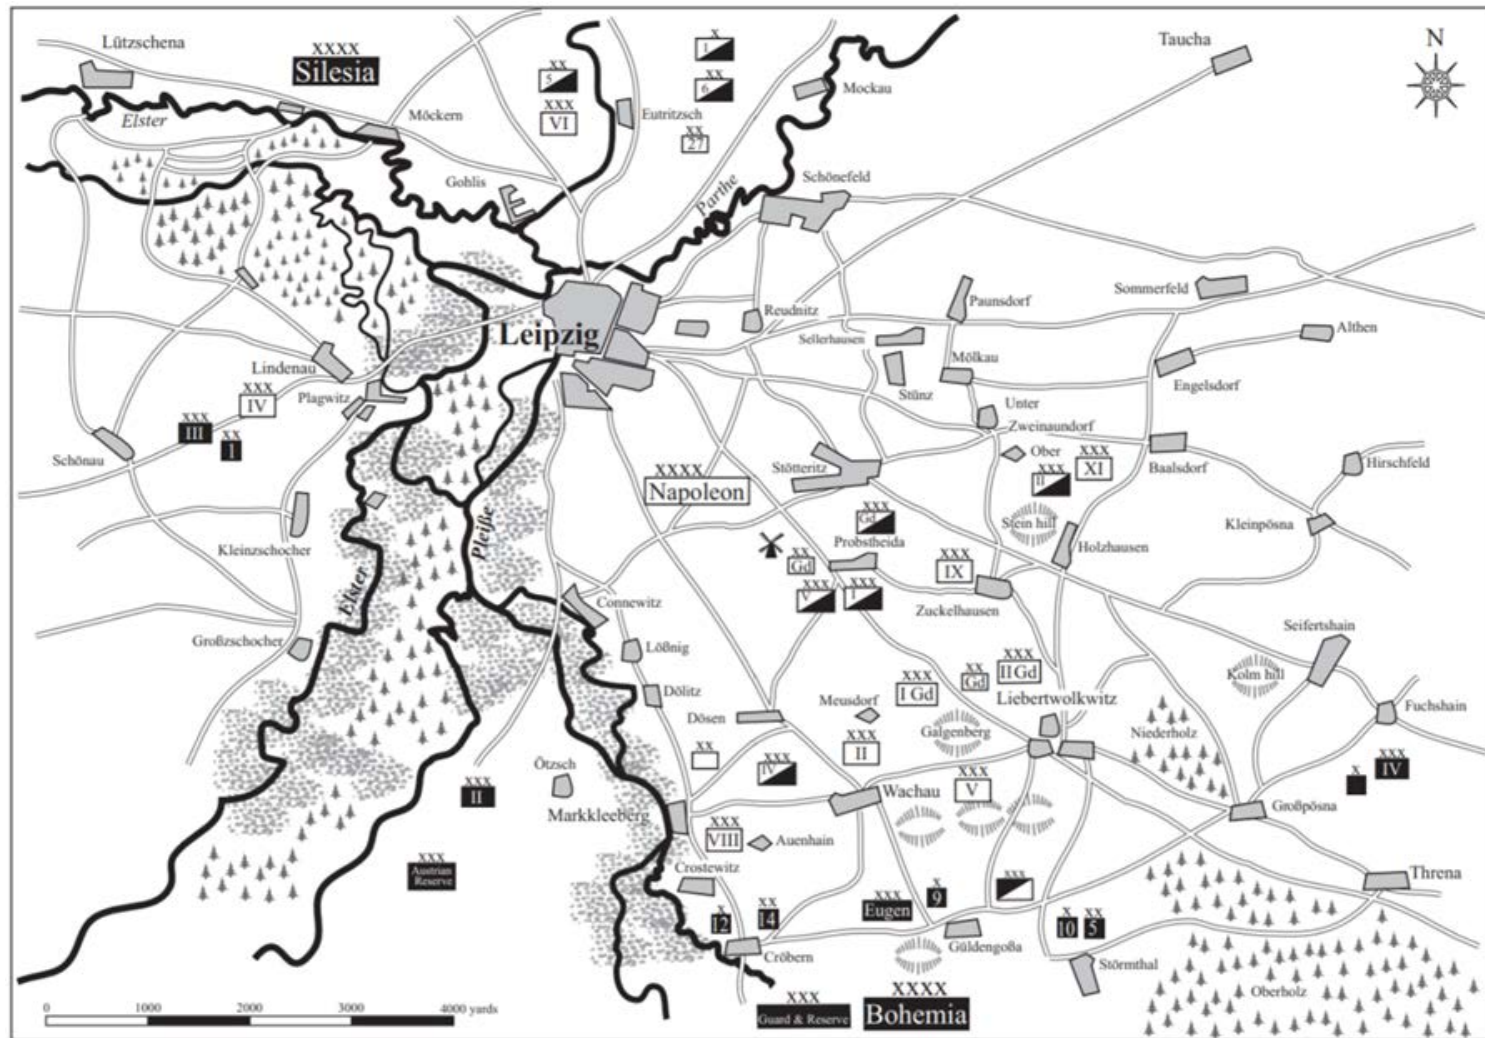 Lützschena
XXXX
Silesia
Elster
Möckern
XX
5
XXX
VI
X
1
XX
6
Eutritzsch
XX
27
Mockau
Taucha
N
Gohlis
Parthe
Schönefeld
Leipzig
Reudnitz
Sellerhausen
Paunsdorf
Sommerfeld
Althen
Mölkau
Stünz
Engelsdorf
Lindenau
Plagwitz
XXX
IV
XXX
III
XX
1
Schönau
Unter
Zweinaundorf
Ober
XXX
II
XXX
XI
Baalsdorf
Hirschfeld
Stötteritz
XXXX
Napoleon
Kleinzschocher
Pleiße
Elster
XXX
Gd
Probstheida
XX
Gd
XXX
V
XXX
I
XXX
IX
Zuckelhausen
Stein hill
Holzhausen
Kleinpösna
Connewitz
Großzschocher
Lößnig
Dölitz
Dösen
Meusdorf
XXX
I Gd
XX
Gd
XXX
II Gd
Liebertwolkwitz
Galgenberg
Niederholz
Kolm hill
Seifertshain
Fuchshain
XXX
II
Ötzsch
Markkleeberg
XX
XXX
IV
XXX
II
Wachau
XXX
V
X
XXX
IV
Großpösna
XXX
VIII
Auenhain
Crostewitz
XXX
Austrian
Reserve
X
12
XX
14
XXX
Eugen
X
9
XXX
X
10
XX
5
Threna
Cröbern
Güldengoßa
Störmthal
Oberholz
XXX
Guard & Reserve
XXXX
Bohemia
0 1000 2000 3000 4000 yards